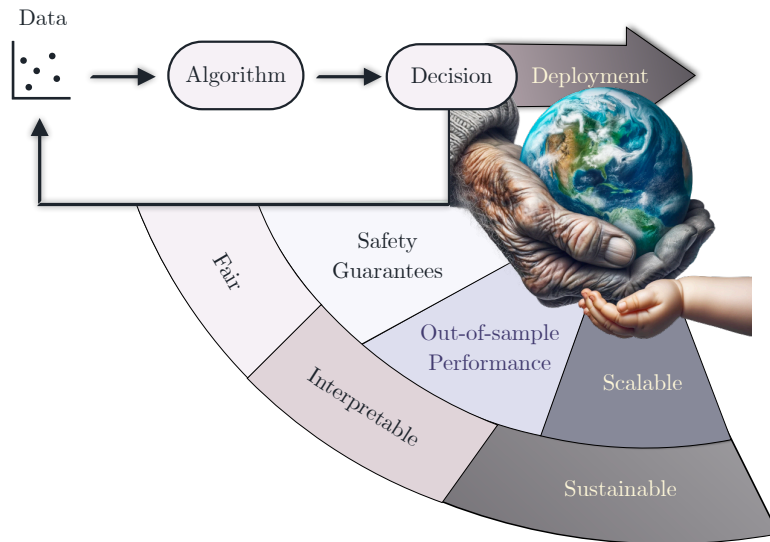 Data
Algorithm
Decision
Deployment
Safety
Guarantees
Fair
Out-of-sample
Performance
Interpretable
Scalable
Sustainable